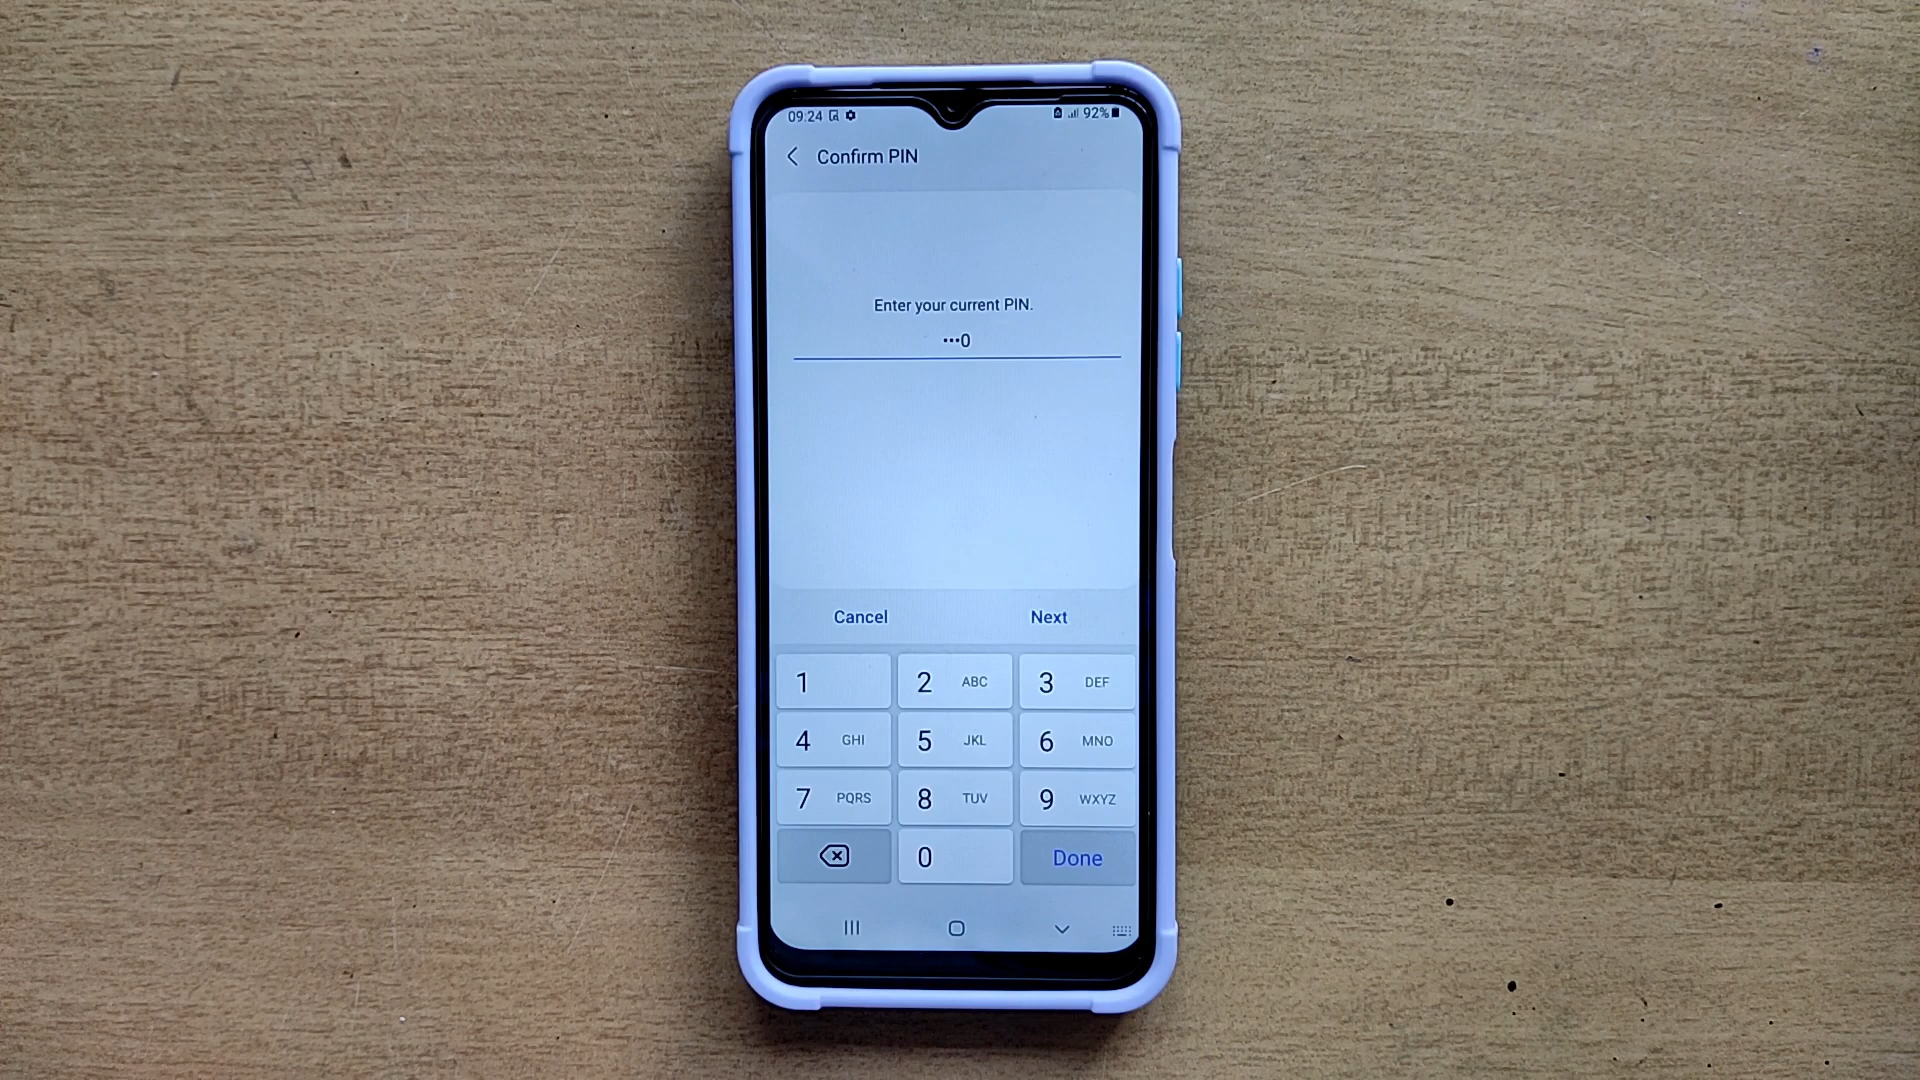 09:24 92%
Confirm PIN
Enter your current PIN.
•••0
Cancel Next
1 2 ABC 3 DEF
4 GHI 5 JKL 6 MNO
7 PQRS 8 TUV 9 WXYZ
0 Done